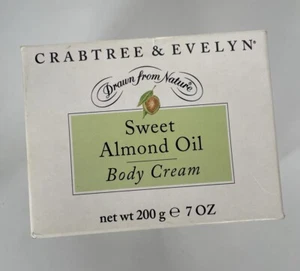 CRABTREE & EVELYN®
Drawn from Nature
Sweet
Almond Oil
Body Cream
net wt 200 g ℮ 7 OZ